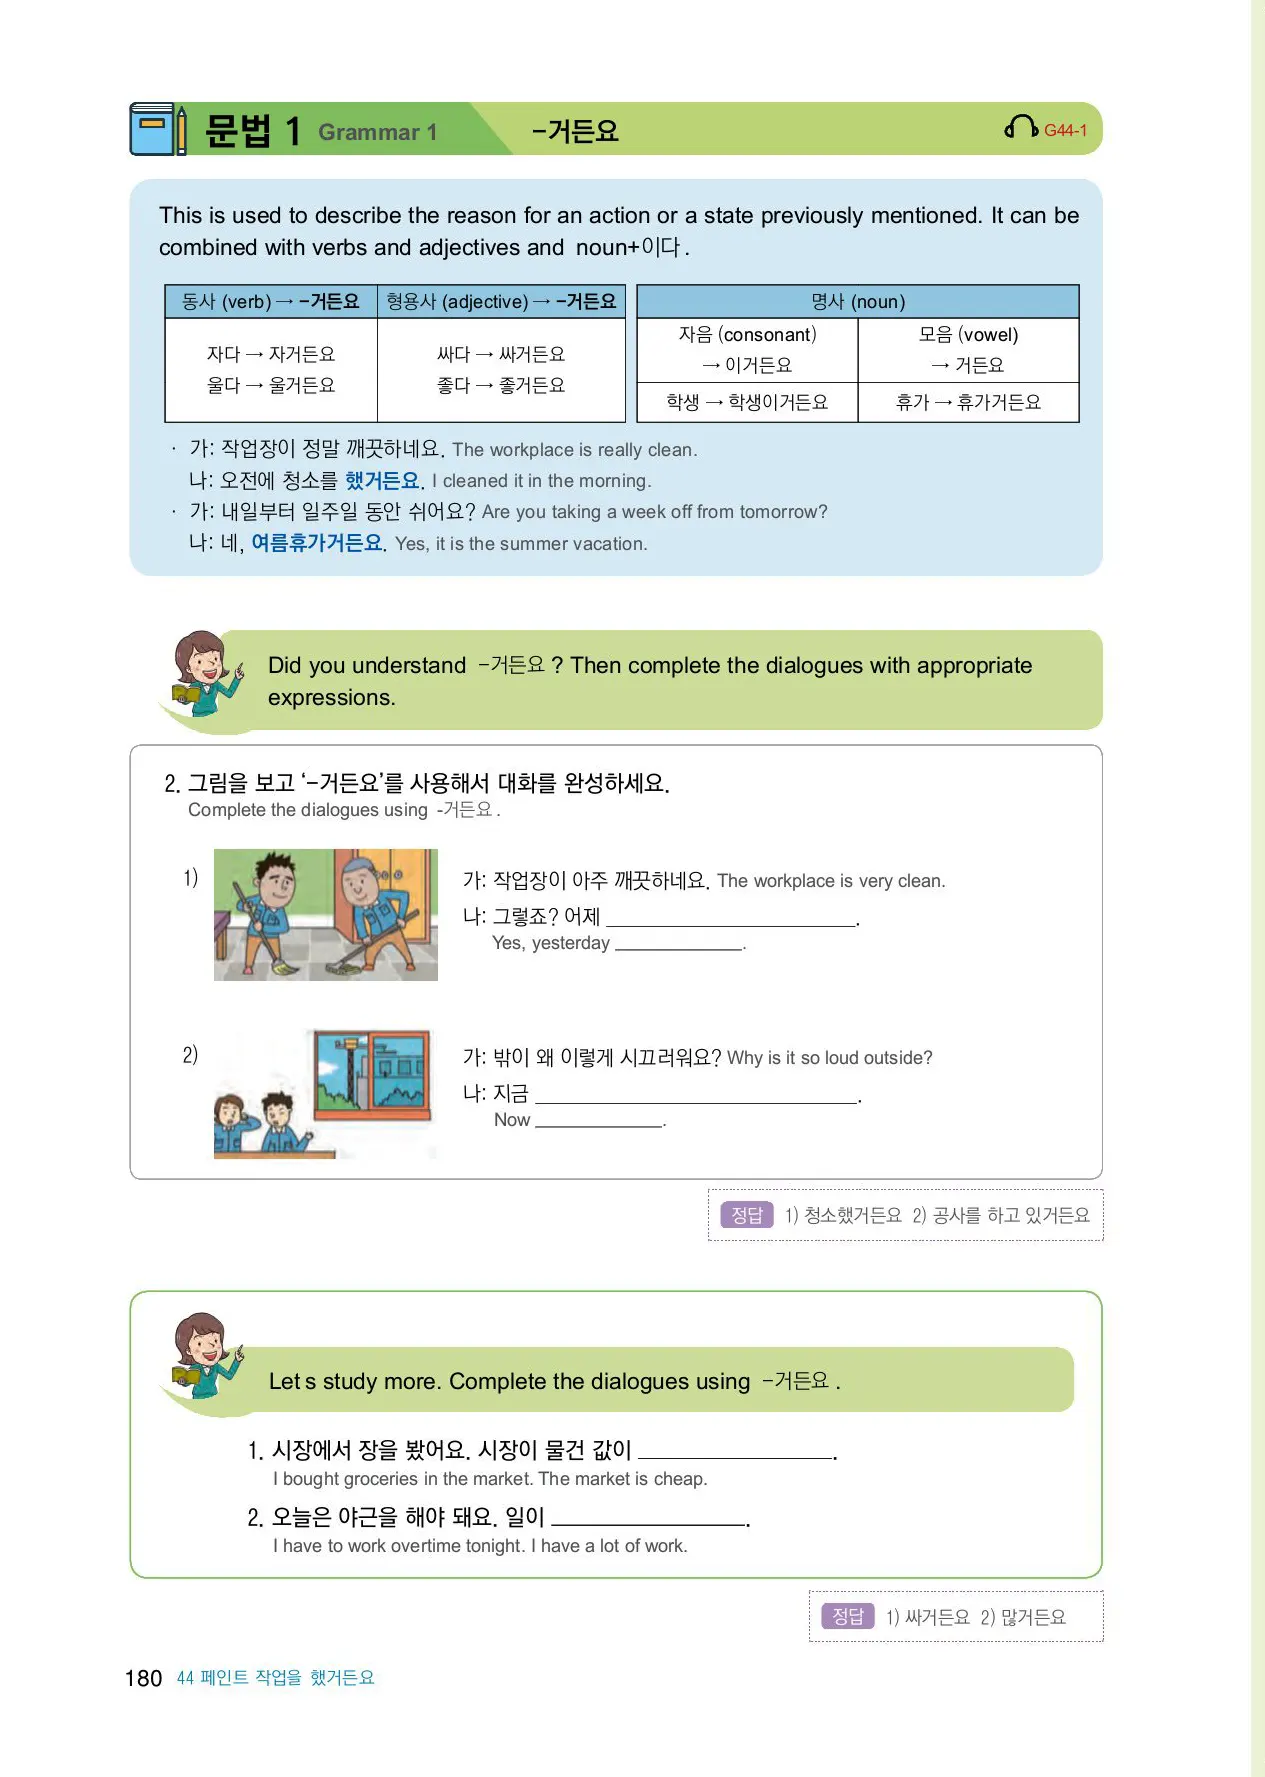 문법 1 Grammar 1 -거든요 G44-1
This is used to describe the reason for an action or a state previously mentioned. It can be
combined with verbs and adjectives and noun+이다.
동사 (verb) → -거든요 형용사 (adjective) → -거든요
자다 → 자거든요 싸다 → 싸거든요
울다 → 울거든요 좋다 → 좋거든요
명사 (noun)
자음 (consonant) 모음 (vowel)
→ 이거든요 → 거든요
학생 → 학생이거든요 휴가 → 휴가거든요
· 가: 작업장이 정말 깨끗하네요. The workplace is really clean.
나: 오전에 청소를 했거든요. I cleaned it in the morning.
· 가: 내일부터 일주일 동안 쉬어요? Are you taking a week off from tomorrow?
나: 네, 여름휴가거든요. Yes, it is the summer vacation.
Did you understand -거든요 ? Then complete the dialogues with appropriate
expressions.
2. 그림을 보고 ‘-거든요’를 사용해서 대화를 완성하세요.
Complete the dialogues using -거든요 .
1)
가: 작업장이 아주 깨끗하네요. The workplace is very clean.
나: 그렇죠? 어제 ____________________.
Yes, yesterday ____________.
2)
가: 밖이 왜 이렇게 시끄러워요? Why is it so loud outside?
나: 지금 ____________________.
Now ____________.
정답 1) 청소했거든요 2) 공사를 하고 있거든요
Let s study more. Complete the dialogues using -거든요 .
1. 시장에서 장을 봤어요. 시장이 물건 값이 ________________.
I bought groceries in the market. The market is cheap.
2. 오늘은 야근을 해야 돼요. 일이 ________________.
I have to work overtime tonight. I have a lot of work.
정답 1) 싸거든요 2) 많거든요
180 44 페인트 작업을 했거든요